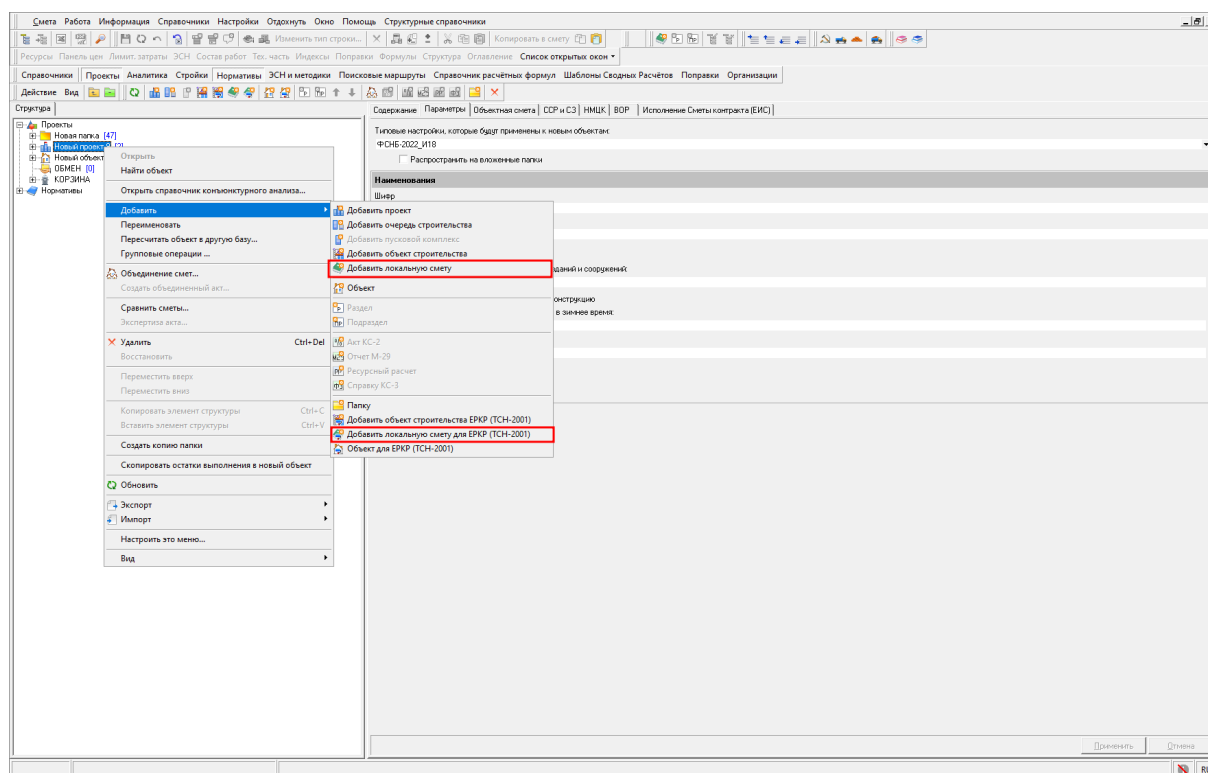 Смета Работа Информация Справочники Настройки Отдохнуть Окно Помощь Структурные справочники
Изменить тип строки... Копировать в смету
Ресурсы Панель цен Лимит. затраты ЭСН Состав работ Тех. часть Индексы Поправки Формулы Структура Оглавление Список открытых окон
Справочники Проекты Аналитика Стройки Нормативы ЭСН и методики Поисковые маршруты Справочник расчётных формул Шаблоны Сводных Расчётов Поправки Организации
Действие Вид
Структура
Проекты
Новая папка [47]
Новый проект
Новый объект
ОБМЕН [0]
КОРЗИНА
Нормативы
Открыть
Найти объект
Открыть справочник конъюнктурного анализа...
Добавить
Переименовать
Пересчитать объект в другую базу...
Групповые операции ...
Объединение смет...
Создать объединенный акт...
Сравнить сметы...
Экспертиза акта...
Удалить Ctrl+Del
Восстановить
Переместить вверх
Переместить вниз
Копировать элемент структуры Ctrl+C
Вставить элемент структуры Ctrl+V
Создать копию папки
Скопировать остатки выполнения в новый объект
Обновить
Экспорт
Импорт
Настроить это меню...
Вид
Добавить проект
Добавить очередь строительства
Добавить пусковой комплекс
Добавить объект строительства
Добавить локальную смету
Объект
Раздел
Подраздел
Акт КС-2
Отчет М-29
Ресурсный расчет
Справку КС-3
Папку
Добавить объект строительства ЕРКР (ТСН-2001)
Добавить локальную смету для ЕРКР (ТСН-2001)
Объект для ЕРКР (ТСН-2001)
Содержание Параметры Объектная смета ССР и СЗ НМЦК ВОР Исполнение Сметы контракта (ЕИС)
Типовые настройки, которые будут применены к новым объектам:
ФСНБ-2022_И18
Распространить на вложенные папки
Наименования
Шифр
зданий и сооружений:
онструкцию
в зимнее время:
Применить Отмена